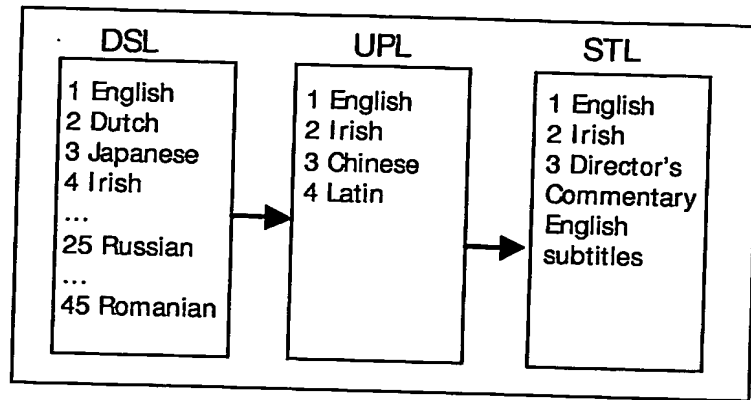 DSL
1 English
2 Dutch
3 Japanese
4 Irish
...
25 Russian
...
45 Romanian
UPL
1 English
2 Irish
3 Chinese
4 Latin
STL
1 English
2 Irish
3 Director's
Commentary
English
subtitles